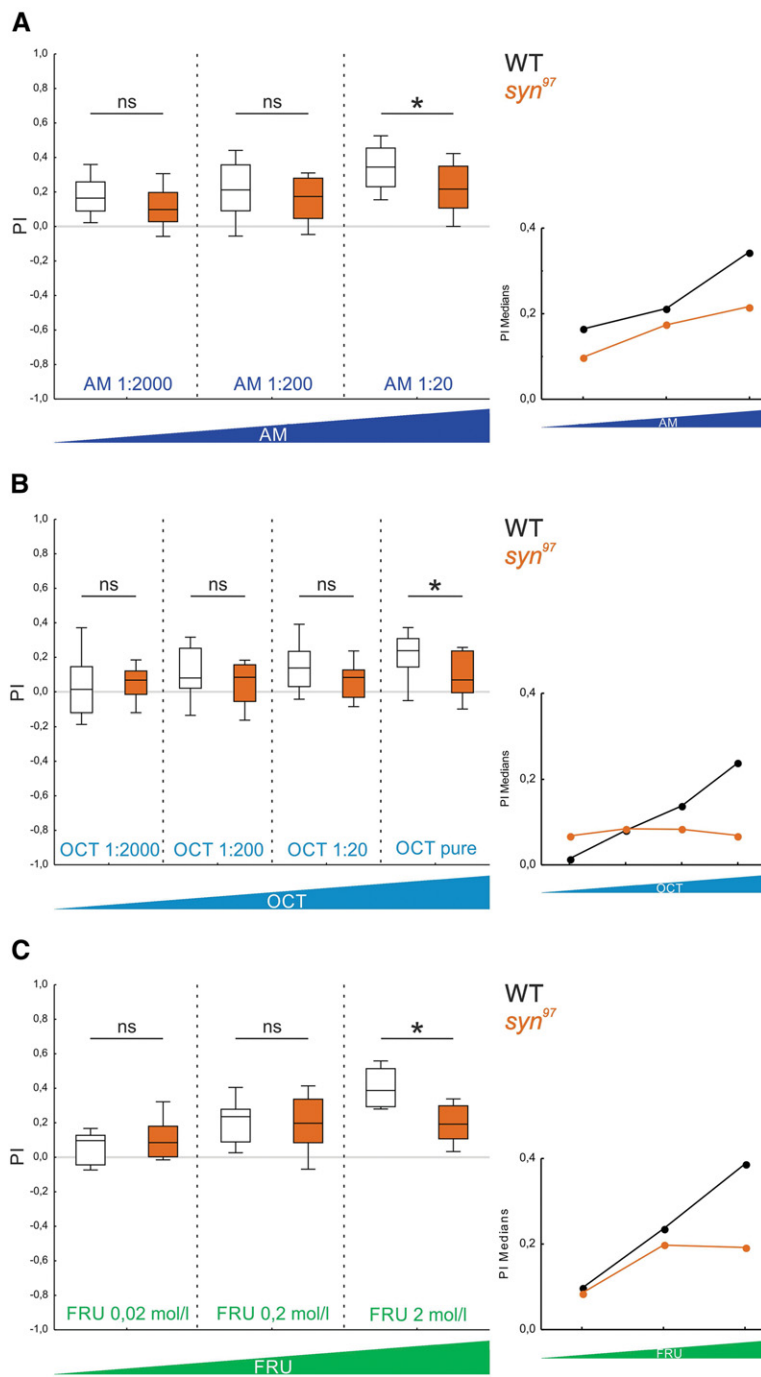 A
1,0
0,8
0,6
0,4
0,2
0,0
-0,2
-0,4
-0,6
-0,8
-1,0
PI
ns
ns
*
AM 1:2000
AM 1:200
AM 1:20
AM
WT
syn97
0,4
0,2
0,0
PI Medians
AM
B
1,0
0,8
0,6
0,4
0,2
0,0
-0,2
-0,4
-0,6
-0,8
-1,0
PI
ns
ns
ns
*
OCT 1:2000
OCT 1:200
OCT 1:20
OCT pure
OCT
WT
syn97
0,4
0,2
0,0
PI Medians
OCT
C
1,0
0,8
0,6
0,4
0,2
0,0
-0,2
-0,4
-0,6
-0,8
-1,0
PI
ns
ns
*
FRU 0,02 mol/l
FRU 0,2 mol/l
FRU 2 mol/l
FRU
WT
syn97
0,4
0,2
0,0
PI Medians
FRU